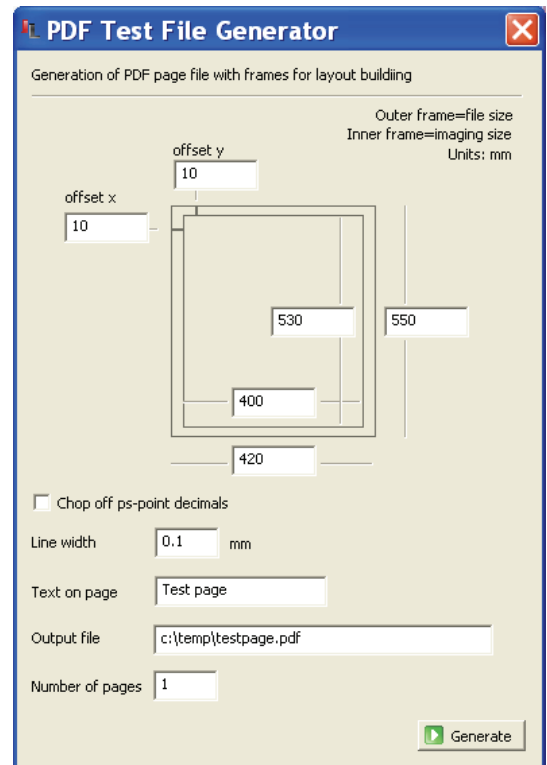 PDF Test File Generator
Generation of PDF page file with frames for layout buildiing
Outer frame=file size
Inner frame=imaging size
Units: mm
offset y
10
offset x
10
530
550
400
420
Chop off ps-point decimals
Line width 0.1 mm
Text on page Test page
Output file c:\temp\testpage.pdf
Number of pages 1
Generate